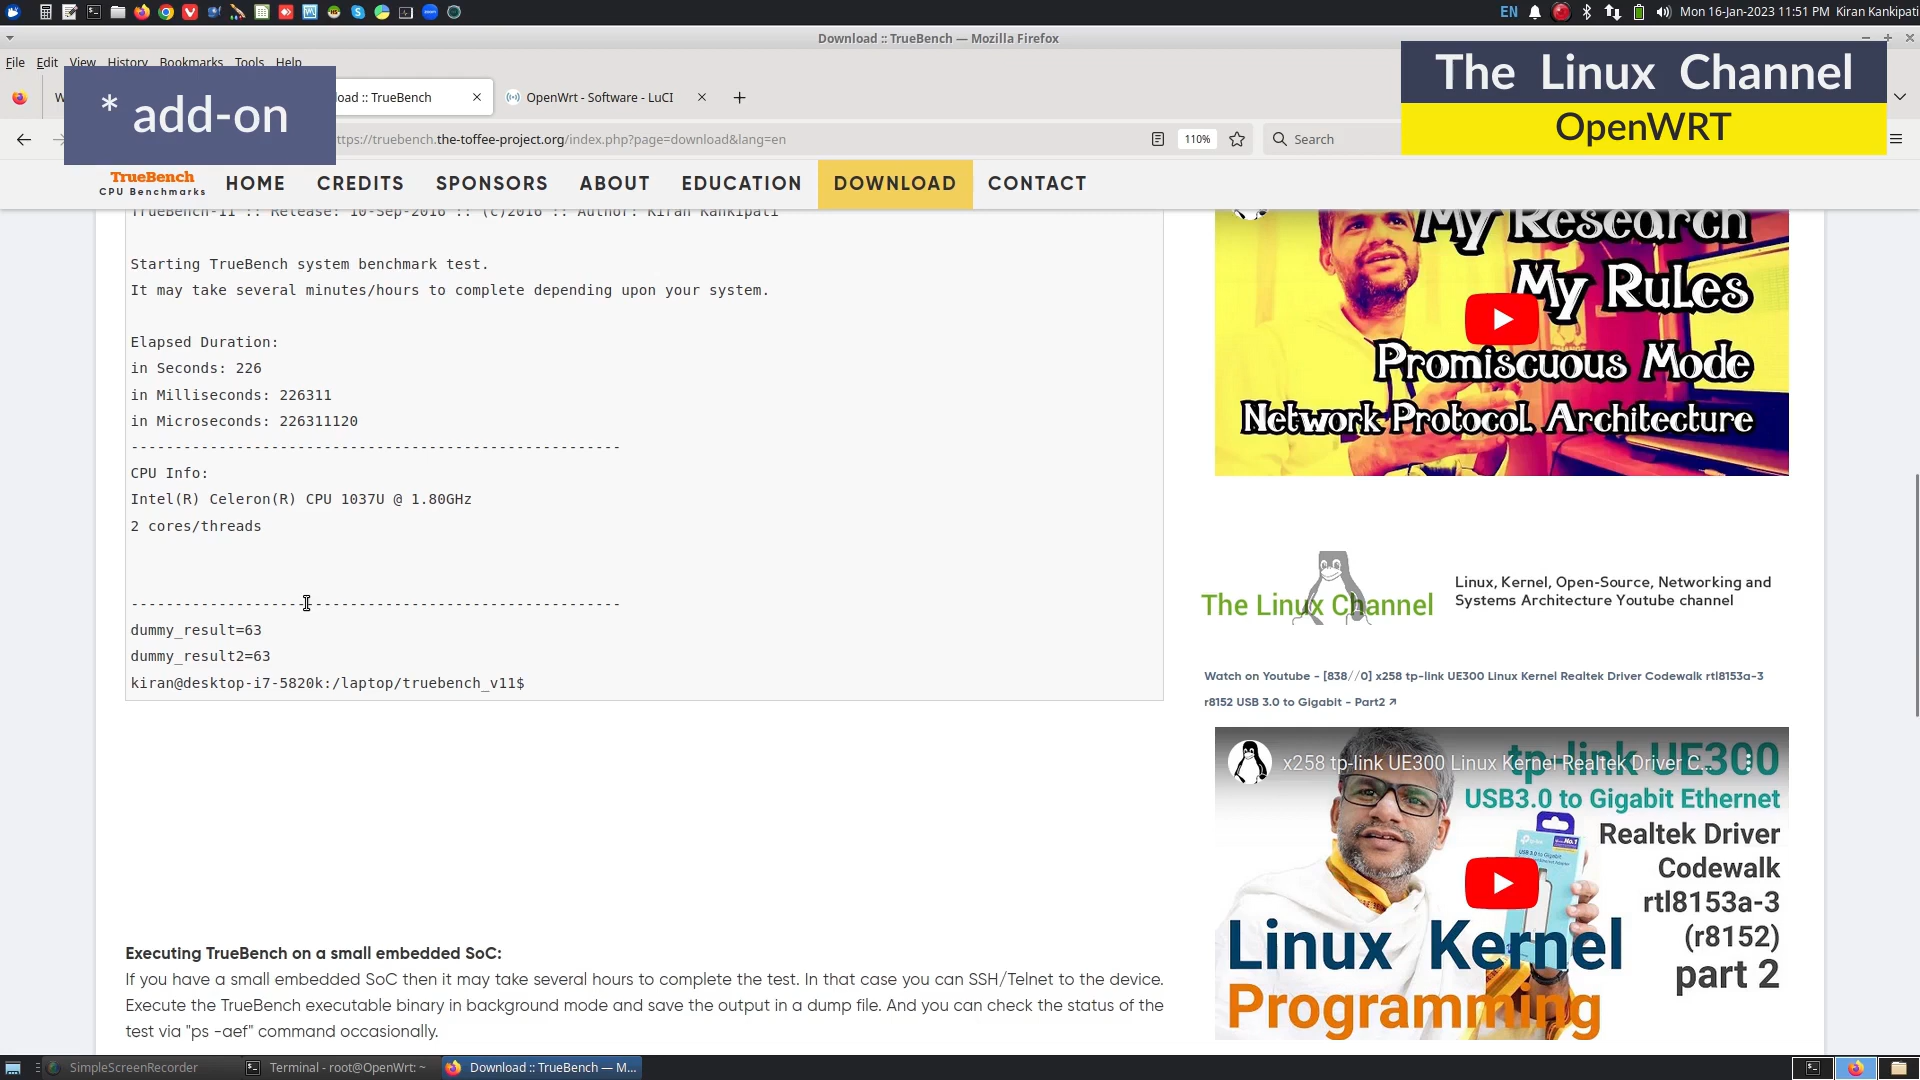 EN
Mon 16-Jan-2023 11:51 PM Kiran Kankipati
Download :: TrueBench — Mozilla Firefox
File Edit View History Bookmarks Tools Help
* add-on
load :: TrueBench
OpenWrt - Software - LuCI
The Linux Channel
OpenWRT
ttps://truebench.the-toffee-project.org/index.php?page=download&lang=en
110%
Search
TrueBench
CPU Benchmarks
HOME CREDITS SPONSORS ABOUT EDUCATION DOWNLOAD CONTACT
TrueBench-11 :: Release: 10-Sep-2016 :: (c)2016 :: Author: Kiran Kankipati
Starting TrueBench system benchmark test.
It may take several minutes/hours to complete depending upon your system.
Elapsed Duration:
in Seconds: 226
in Milliseconds: 226311
in Microseconds: 226311120
--------------------------------------------------------
CPU Info:
Intel(R) Celeron(R) CPU 1037U @ 1.80GHz
2 cores/threads
--------------------------------------------------------
dummy_result=63
dummy_result2=63
kiran@desktop-i7-5820k:/laptop/truebench_v11$
Executing TrueBench on a small embedded SoC:
If you have a small embedded SoC then it may take several hours to complete the test. In that case you can SSH/Telnet to the device.
Execute the TrueBench executable binary in background mode and save the output in a dump file. And you can check the status of the
test via "ps -aef" command occasionally.
My Research
My Rules
Promiscuous Mode
Network Protocol Architecture
The Linux Channel
Linux, Kernel, Open-Source, Networking and
Systems Architecture Youtube channel
Watch on Youtube - [838//0] x258 tp-link UE300 Linux Kernel Realtek Driver Codewalk rtl8153a-3
r8152 USB 3.0 to Gigabit - Part2 ↗
x258 tp-link UE300 Linux Kernel Realtek Driver C...
tp-link UE300
USB3.0 to Gigabit Ethernet
Realtek Driver
Codewalk
rtl8153a-3
(r8152)
part 2
Linux Kernel
Programming
SimpleScreenRecorder
Terminal - root@OpenWrt: ~
Download :: TrueBench — M...